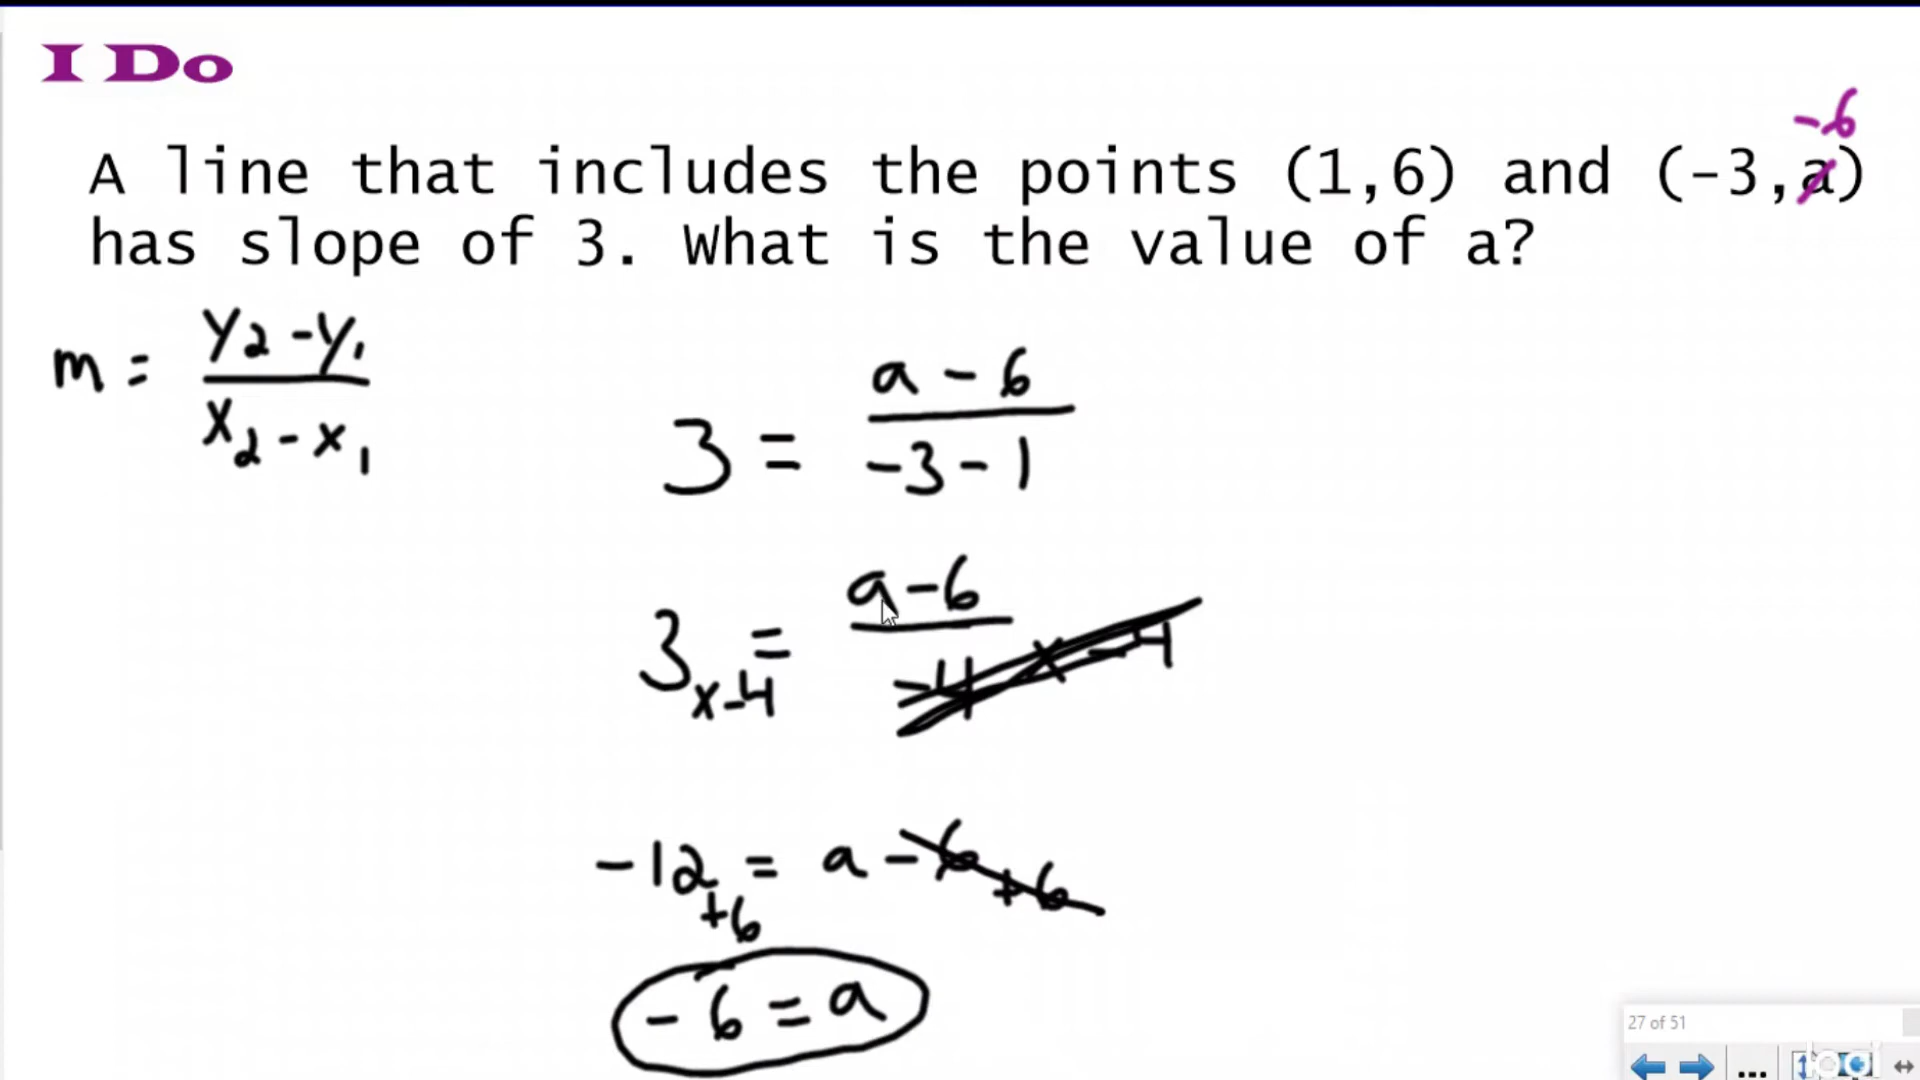 I Do
-6
A line that includes the points (1,6) and (-3,a)
has slope of 3. What is the value of a?
m = y2 - y1
x2 - x1
3 = a - 6
-3 - 1
3 x -4 = a - 6
-4 x -4
-12 = a - 6 + 6
+6
-6 = a
27 of 51
...